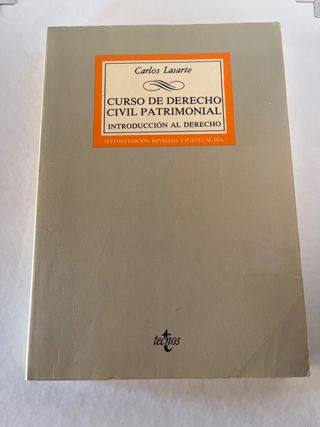 Carlos Lasarte
CURSO DE DERECHO
CIVIL PATRIMONIAL
INTRODUCCIÓN AL DERECHO
SÉPTIMA EDICIÓN, REVISADA Y PUESTA AL DÍA
tecnos